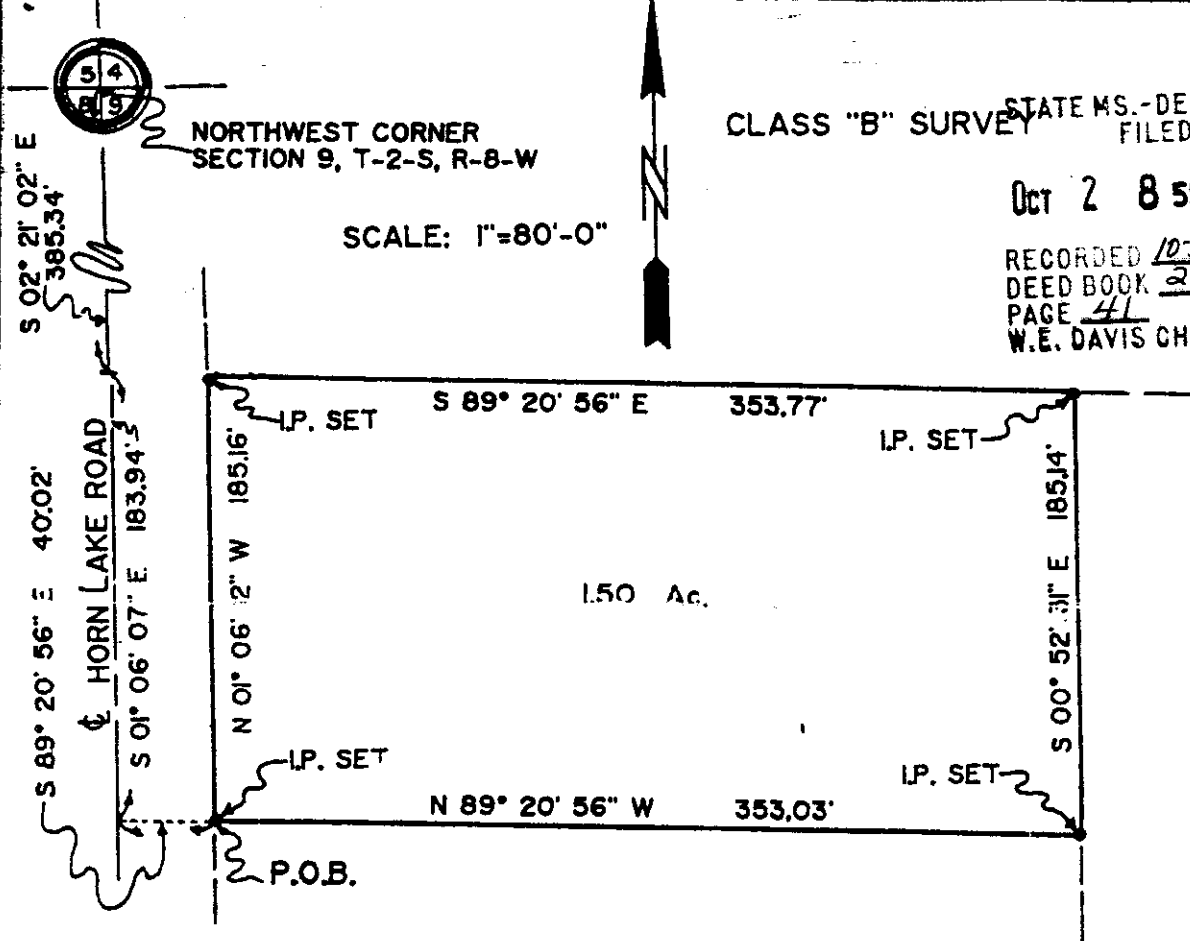 5 4
9
NORTHWEST CORNER
SECTION 9, T-2-S, R-8-W
S 02° 21' 02" E
385.34'
SCALE: 1"=80'-0"
N
CLASS "B" SURVEY
STATE MS.-DE
FILED
OCT 2 8 5
RECORDED
DEED BOOK 2
PAGE 41
W.E. DAVIS CH
S 89° 20' 56" E 353.77'
I.P. SET
I.P. SET
S 89° 20' 56" E 40.02'
℄ HORN LAKE ROAD
S 01° 06' 07" E 183.94'
N 01° 06' 12" W 185.16'
1.50 Ac.
S 00° 52' 31" E 185.14'
I.P. SET
I.P. SET
N 89° 20' 56" W 353.03'
P.O.B.